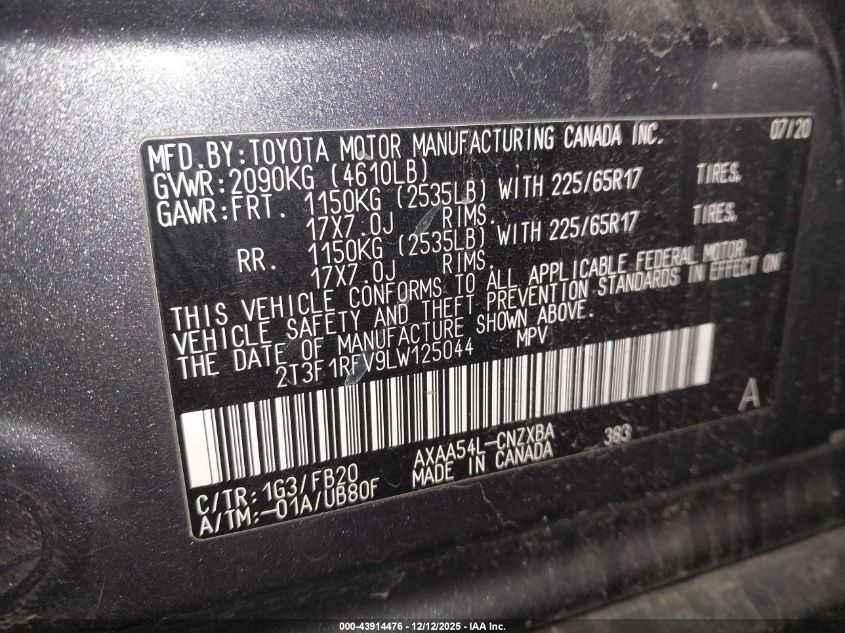 07/20
MFD.BY:TOYOTA MOTOR MANUFACTURING CANADA INC.
GVWR:2090KG (4610LB)
GAWR:FRT. 1150KG (2535LB) WITH 225/65R17 TIRES,
17X7.0J RIMS.
RR. 1150KG (2535LB) WITH 225/65R17 TIRES,
17X7.0J RIMS.
THIS VEHICLE CONFORMS TO ALL APPLICABLE FEDERAL MOTOR
VEHICLE SAFETY AND THEFT PREVENTION STANDARDS IN EFFECT ON
THE DATE OF MANUFACTURE SHOWN ABOVE.
2T3F1RFV9LW125044 MPV
A
C/TR: 1G3/FB20 AXAA54L-CNZXBA 383
A/TM:-01A/UB80F MADE IN CANADA
000-43914476 - 12/12/2025 - IAA Inc.